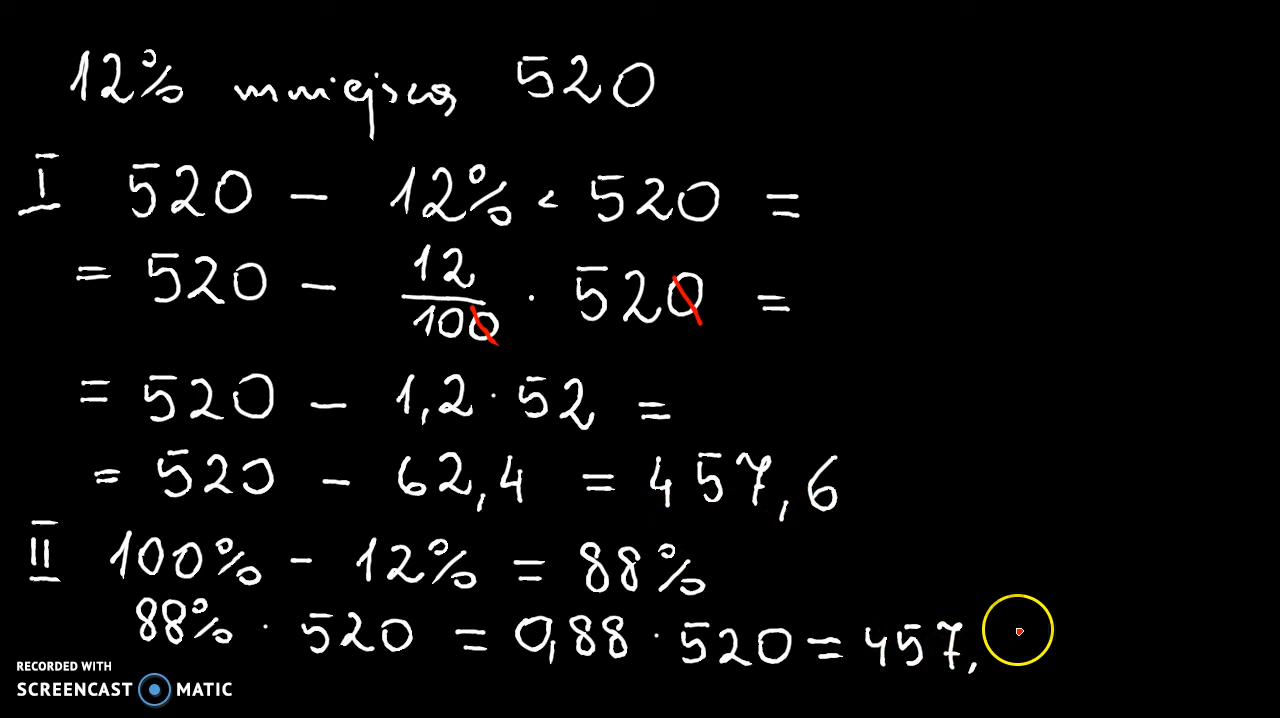 12% mniejsza 520
I 520 - 12% · 520 =
= 520 - 12/100 · 520 =
= 520 - 1,2 · 52 =
= 520 - 62,4 = 457,6
II 100% - 12% = 88%
88% · 520 = 0,88 · 520 = 457,
RECORDED WITH
SCREENCAST MATIC